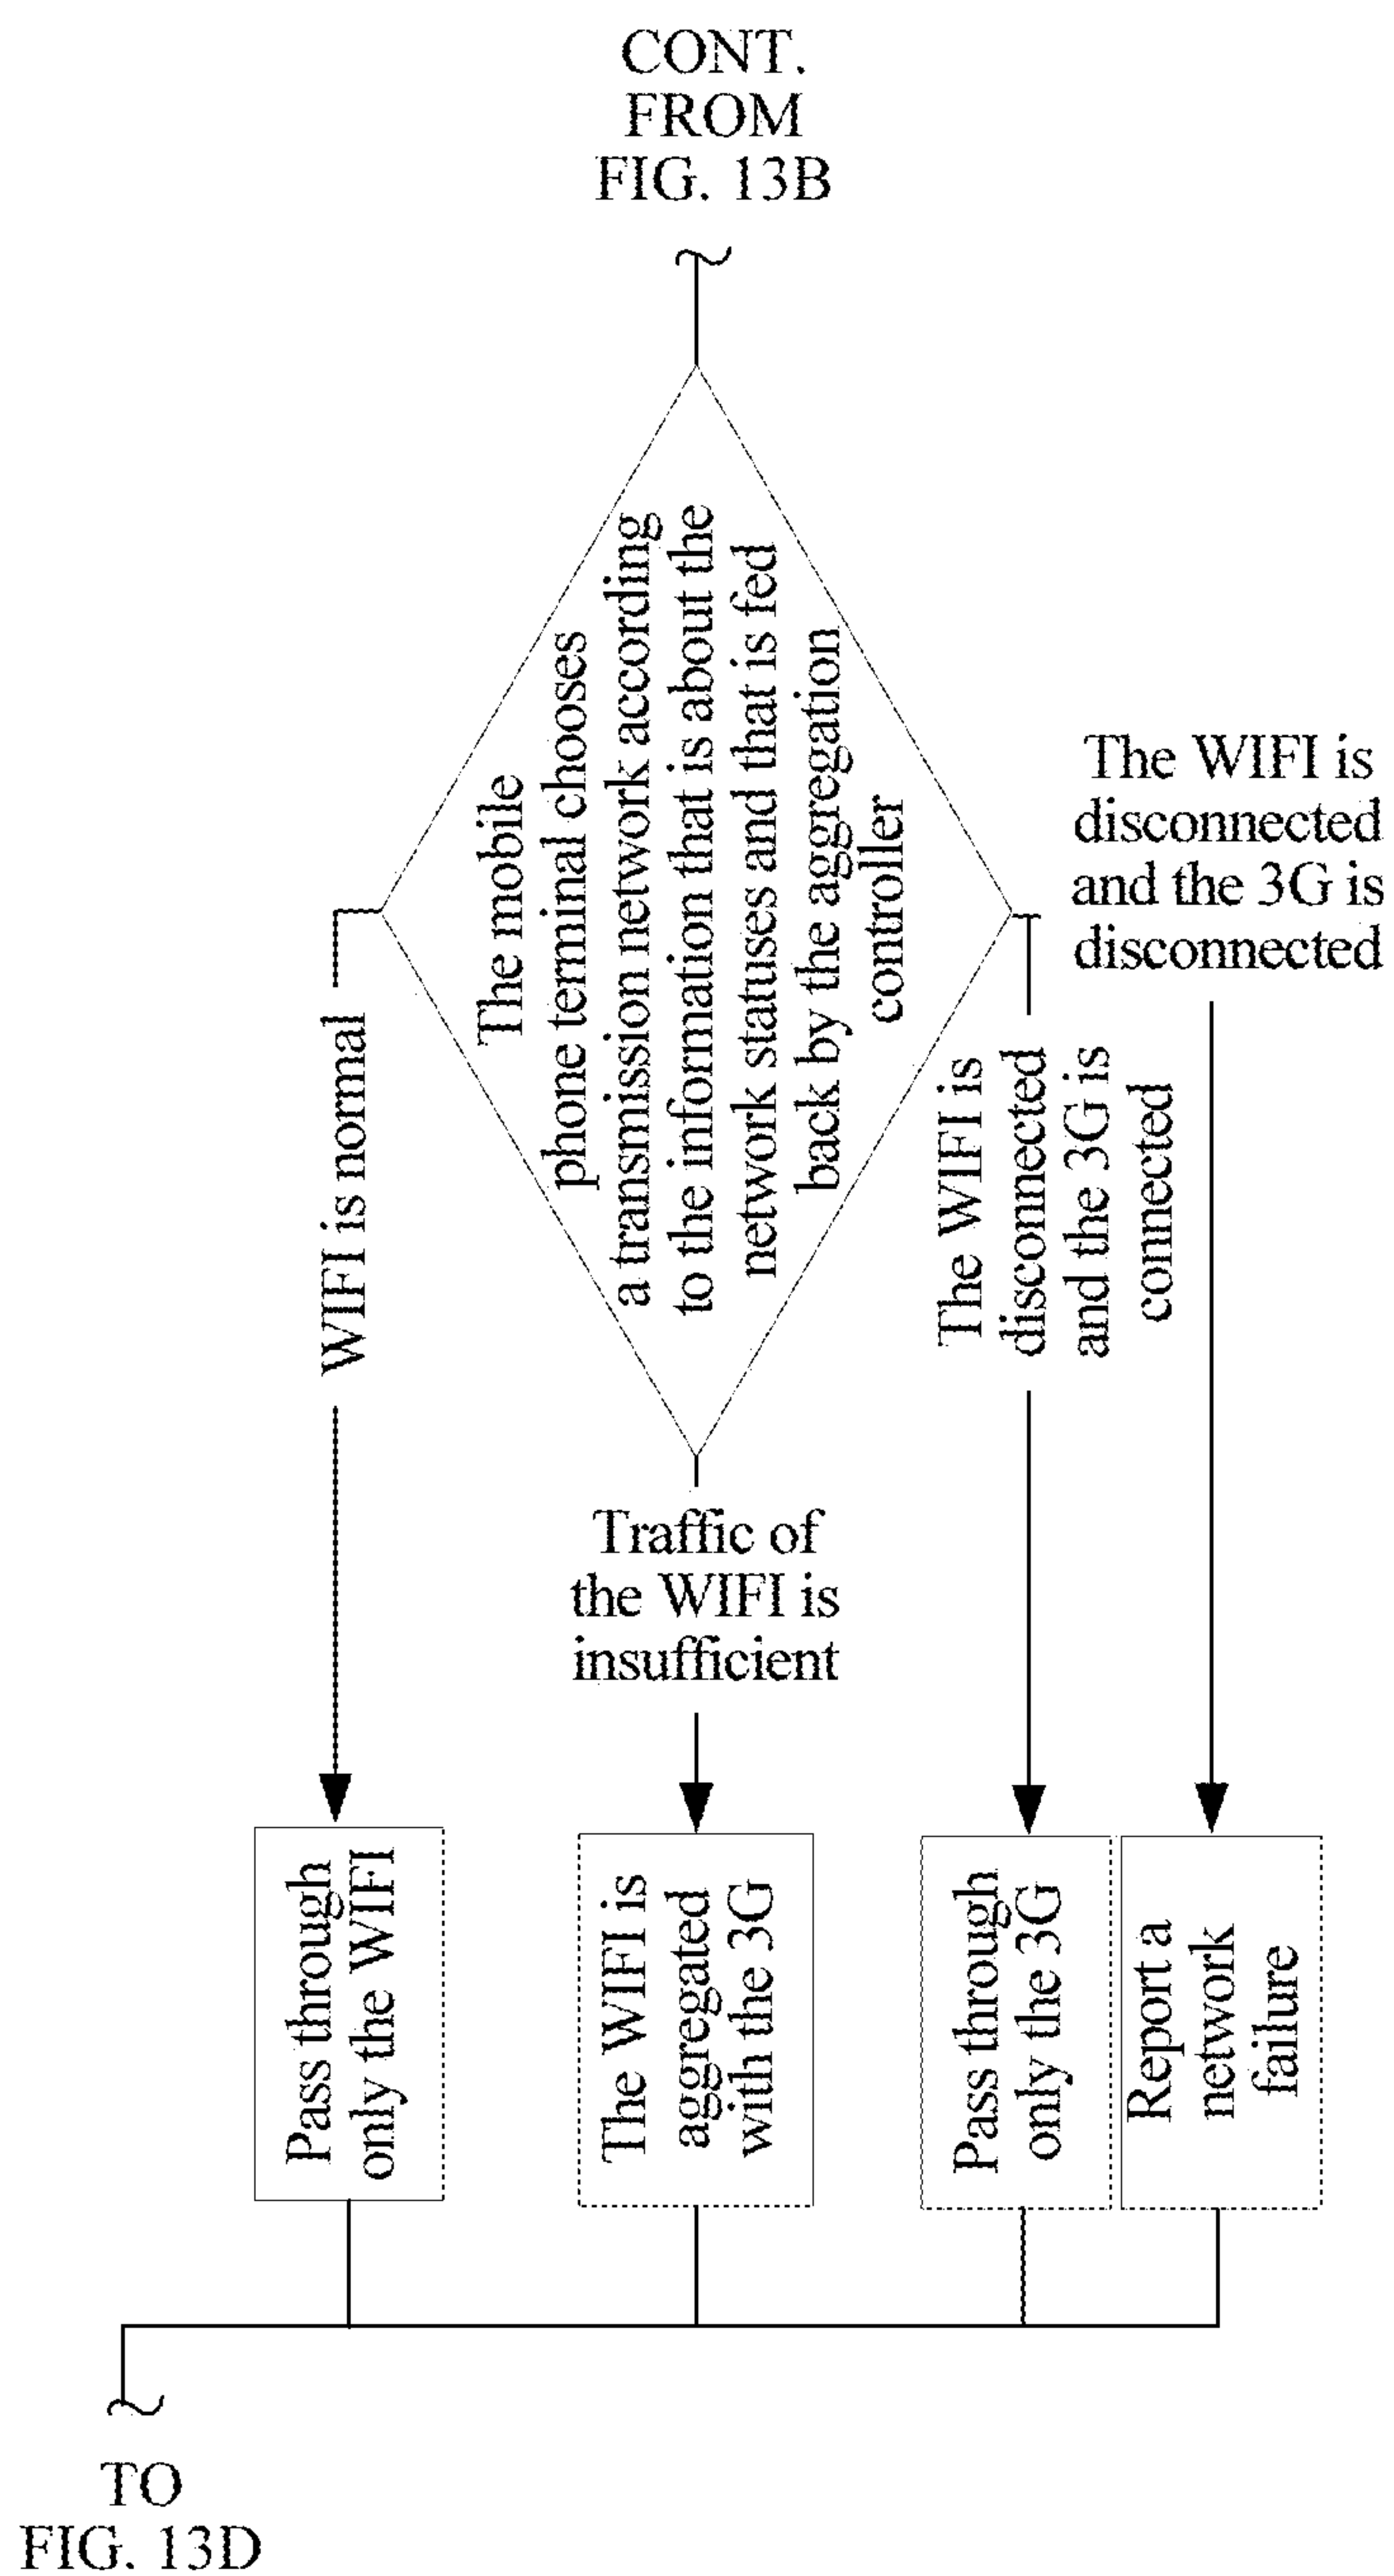 CONT.
FROM
FIG. 13B
The mobile
phone terminal chooses
a transmission network according
to the information that is about the
network statuses and that is fed
back by the aggregation
controller
WIFI is normal
Traffic of
the WIFI is
insufficient
The WIFI is
disconnected
and the 3G is
connected
The WIFI is
disconnected
and the 3G is
disconnected
Pass through
only the WIFI
The WIFI is
aggregated
with the 3G
Pass through
only the 3G
Report a
network
failure
TO
FIG. 13D